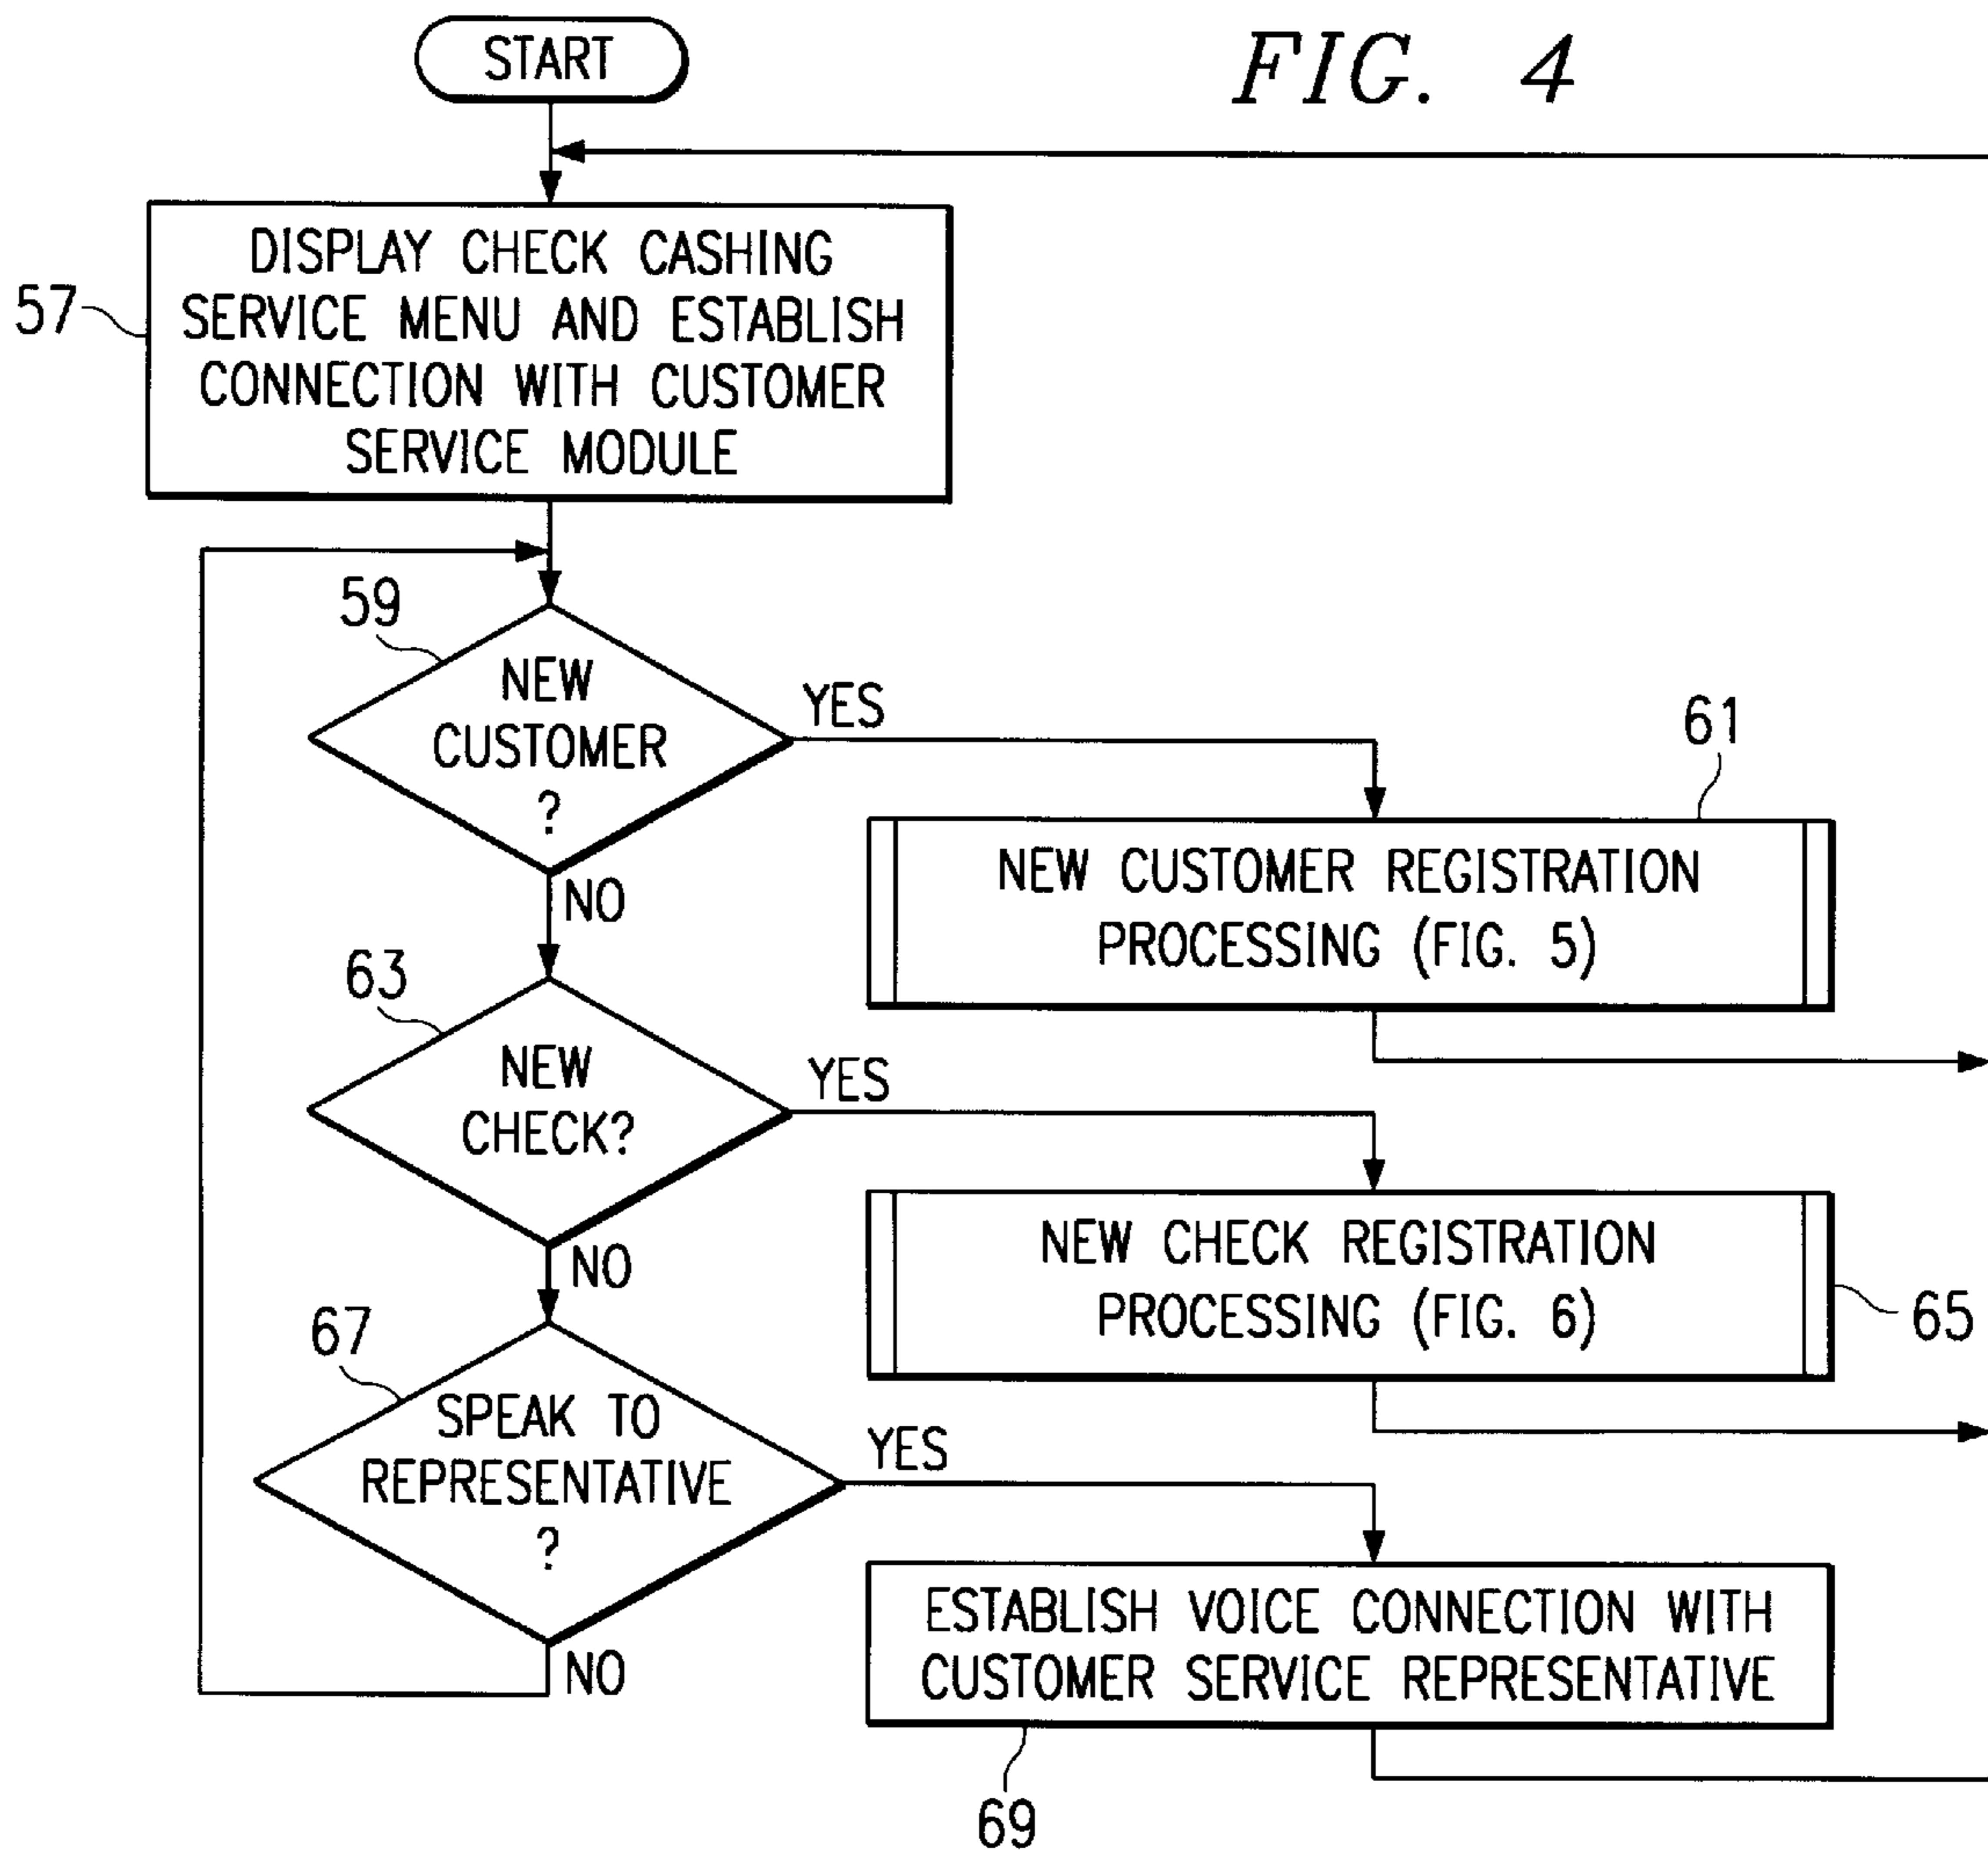 START
FIG. 4
57
DISPLAY CHECK CASHING
SERVICE MENU AND ESTABLISH
CONNECTION WITH CUSTOMER
SERVICE MODULE
59
NEW
CUSTOMER
?
YES
NO
61
NEW CUSTOMER REGISTRATION
PROCESSING (FIG. 5)
63
NEW
CHECK?
YES
NO
NEW CHECK REGISTRATION
PROCESSING (FIG. 6)
65
67
SPEAK TO
REPRESENTATIVE
?
YES
NO
ESTABLISH VOICE CONNECTION WITH
CUSTOMER SERVICE REPRESENTATIVE
69